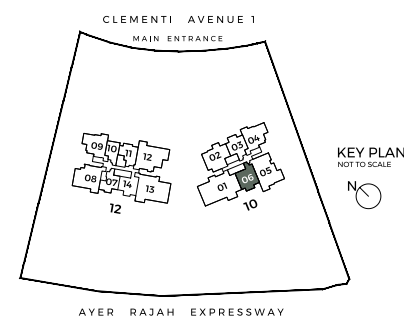 CLEMENTI AVENUE 1
MAIN ENTRANCE
09 10 11 12
08 07 14 13
12
02 03 04
01 06 05
10
KEY PLAN
NOT TO SCALE
N
AYER RAJAH EXPRESSWAY